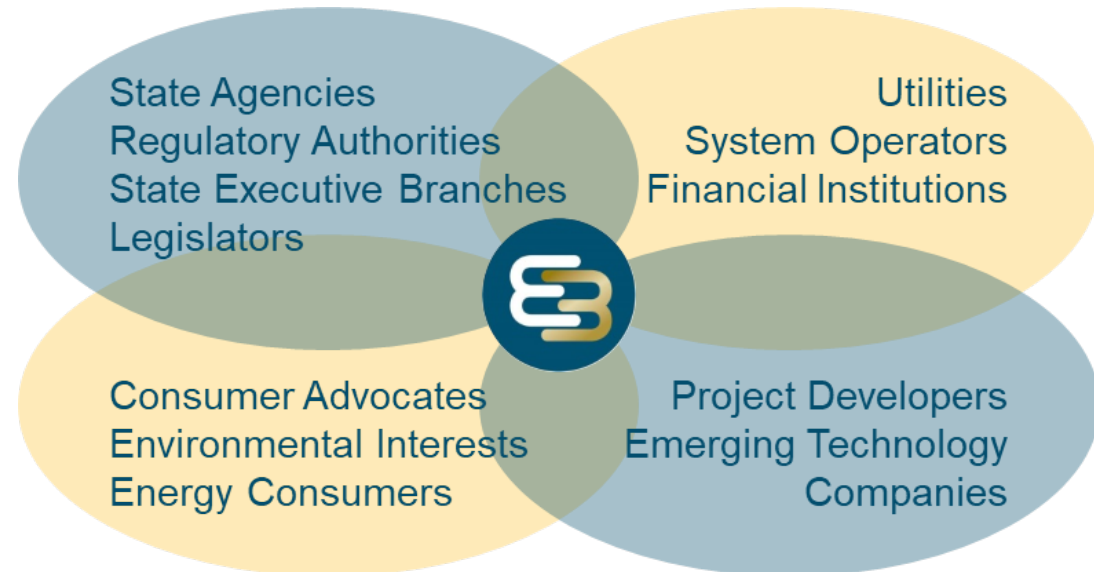 State Agencies
Regulatory Authorities
State Executive Branches
Legislators
Utilities
System Operators
Financial Institutions
Consumer Advocates
Environmental Interests
Energy Consumers
Project Developers
Emerging Technology
Companies